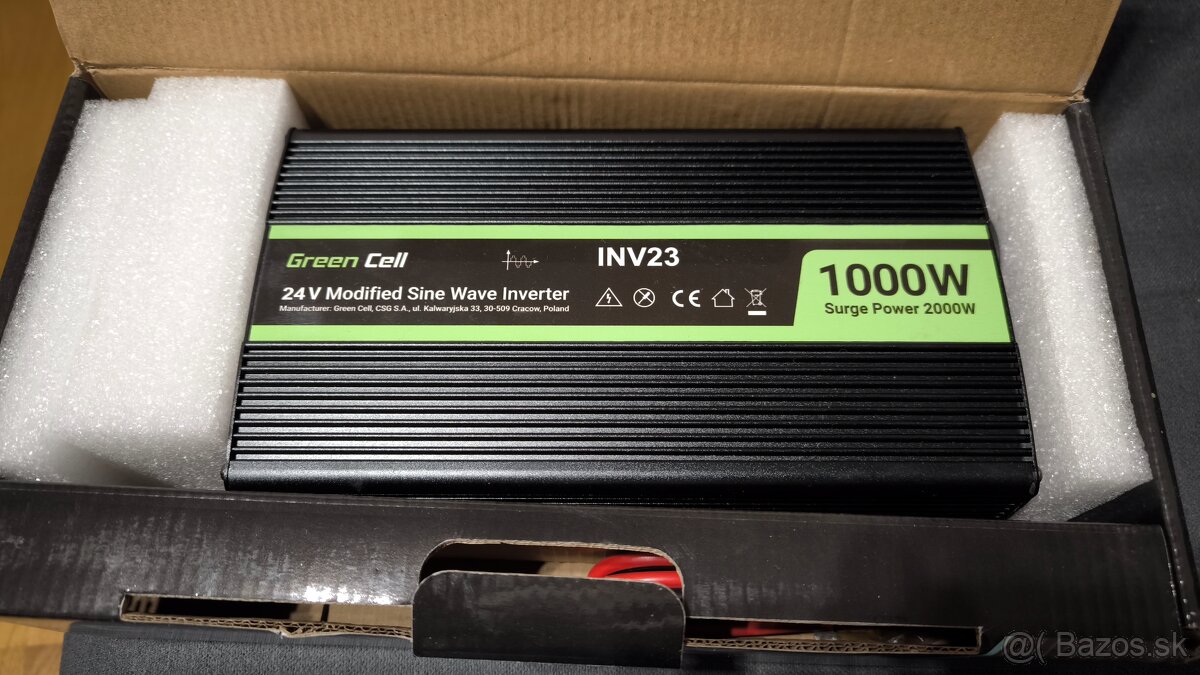 Green Cell
INV23
24V Modified Sine Wave Inverter
Manufacturer: Green Cell, CSG S.A., ul. Kalwaryjska 33, 30-509 Cracow, Poland
CE
1000W
Surge Power 2000W
@( Bazos.sk